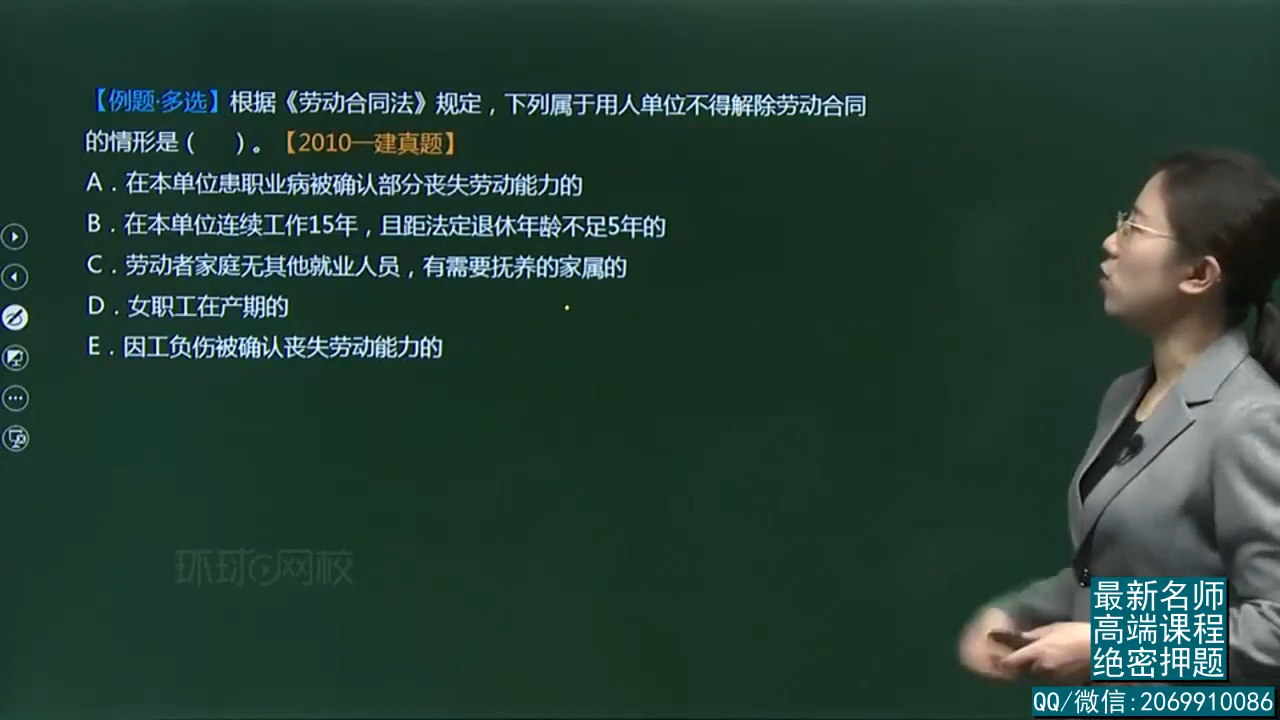 【例题·多选】根据《劳动合同法》规定，下列属于用人单位不得解除劳动合同
的情形是（ ）。【2010一建真题】
A．在本单位患职业病被确认部分丧失劳动能力的
B．在本单位连续工作15年，且距法定退休年龄不足5年的
C．劳动者家庭无其他就业人员，有需要抚养的家属的
D．女职工在产期的
E．因工负伤被确认丧失劳动能力的
环球网校
最新名师
高端课程
绝密押题
QQ/微信:2069910086